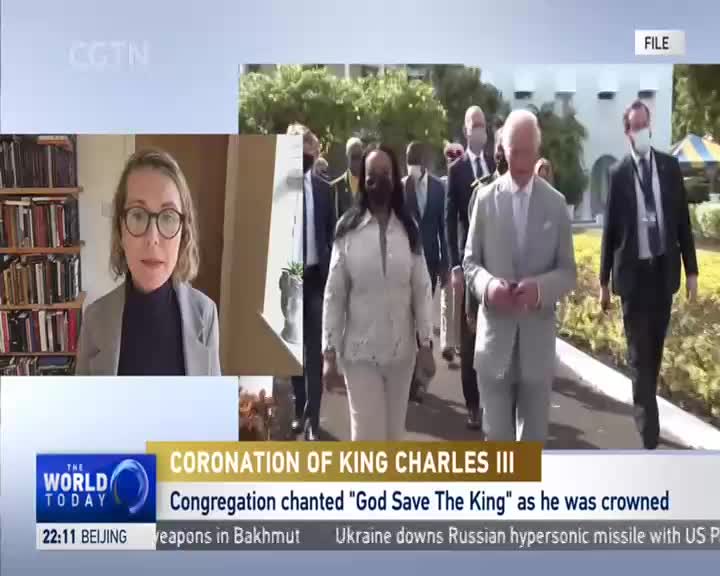 CGTN
FILE
THE
WORLD
TODAY
CORONATION OF KING CHARLES III
Congregation chanted "God Save The King" as he was crowned
22:11 BEIJING
eapons in Bakhmut Ukraine downs Russian hypersonic missile with US P